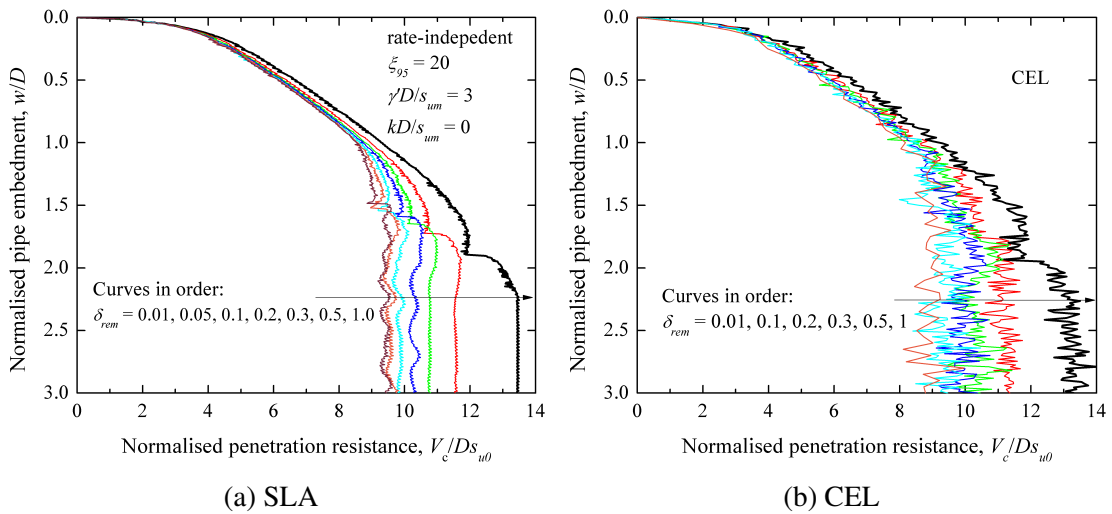 0.0
0.5
1.0
1.5
2.0
2.5
3.0
Normalised pipe embedment, w/D
rate-indepedent
ξ95 = 20
γ'D/sum = 3
kD/sum = 0
Curves in order:
δrem = 0.01, 0.05, 0.1, 0.2, 0.3, 0.5, 1.0
0 2 4 6 8 10 12 14
Normalised penetration resistance, Vc/Dsu0
(a) SLA
0.0
0.5
1.0
1.5
2.0
2.5
3.0
Normalised pipe embedment, w/D
CEL
Curves in order:
δrem = 0.01, 0.1, 0.2, 0.3, 0.5, 1
0 2 4 6 8 10 11 12 13 14
Normalised penetration resistance, Vc/Dsu0
(b) CEL